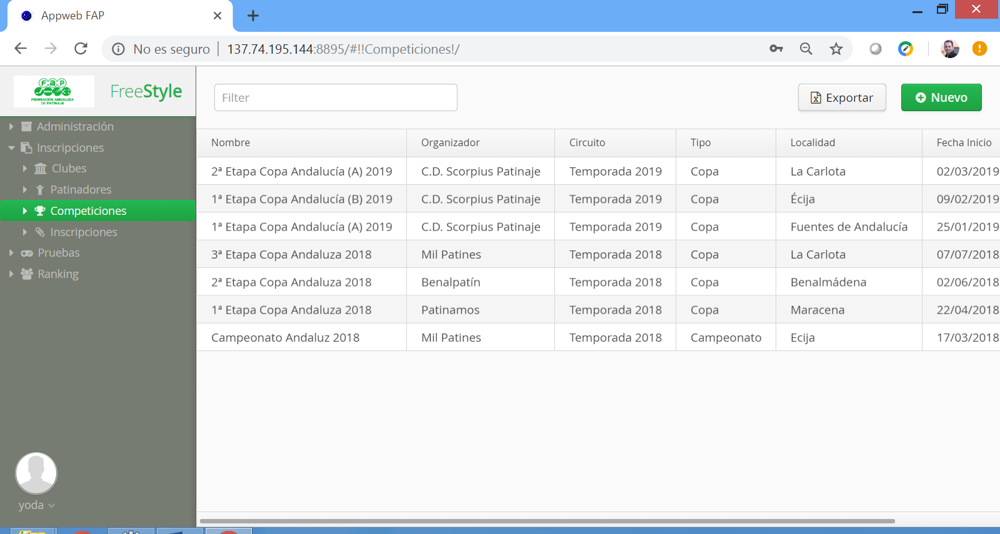 Appweb FAP
No es seguro 137.74.195.144:8895/#!!Competiciones!/
FaP
FEDERACIÓN ANDALUZA
DE PATINAJE
FreeStyle
Filter
Exportar
Nuevo
Administración
Inscripciones
Clubes
Patinadores
Competiciones
Inscripciones
Pruebas
Ranking
yoda
Nombre Organizador Circuito Tipo Localidad Fecha Inicio
2ª Etapa Copa Andalucía (A) 2019 C.D. Scorpius Patinaje Temporada 2019 Copa La Carlota 02/03/2019
1ª Etapa Copa Andalucía (B) 2019 C.D. Scorpius Patinaje Temporada 2019 Copa Écija 09/02/2019
1ª Etapa Copa Andalucía (A) 2019 C.D. Scorpius Patinaje Temporada 2019 Copa Fuentes de Andalucía 25/01/2019
3ª Etapa Copa Andaluza 2018 Mil Patines Temporada 2018 Copa La Carlota 07/07/2018
2ª Etapa Copa Andaluza 2018 Benalpatín Temporada 2018 Copa Benalmádena 02/06/2018
1ª Etapa Copa Andaluza 2018 Patinamos Temporada 2018 Copa Maracena 22/04/2018
Campeonato Andaluz 2018 Mil Patines Temporada 2018 Campeonato Ecija 17/03/2018